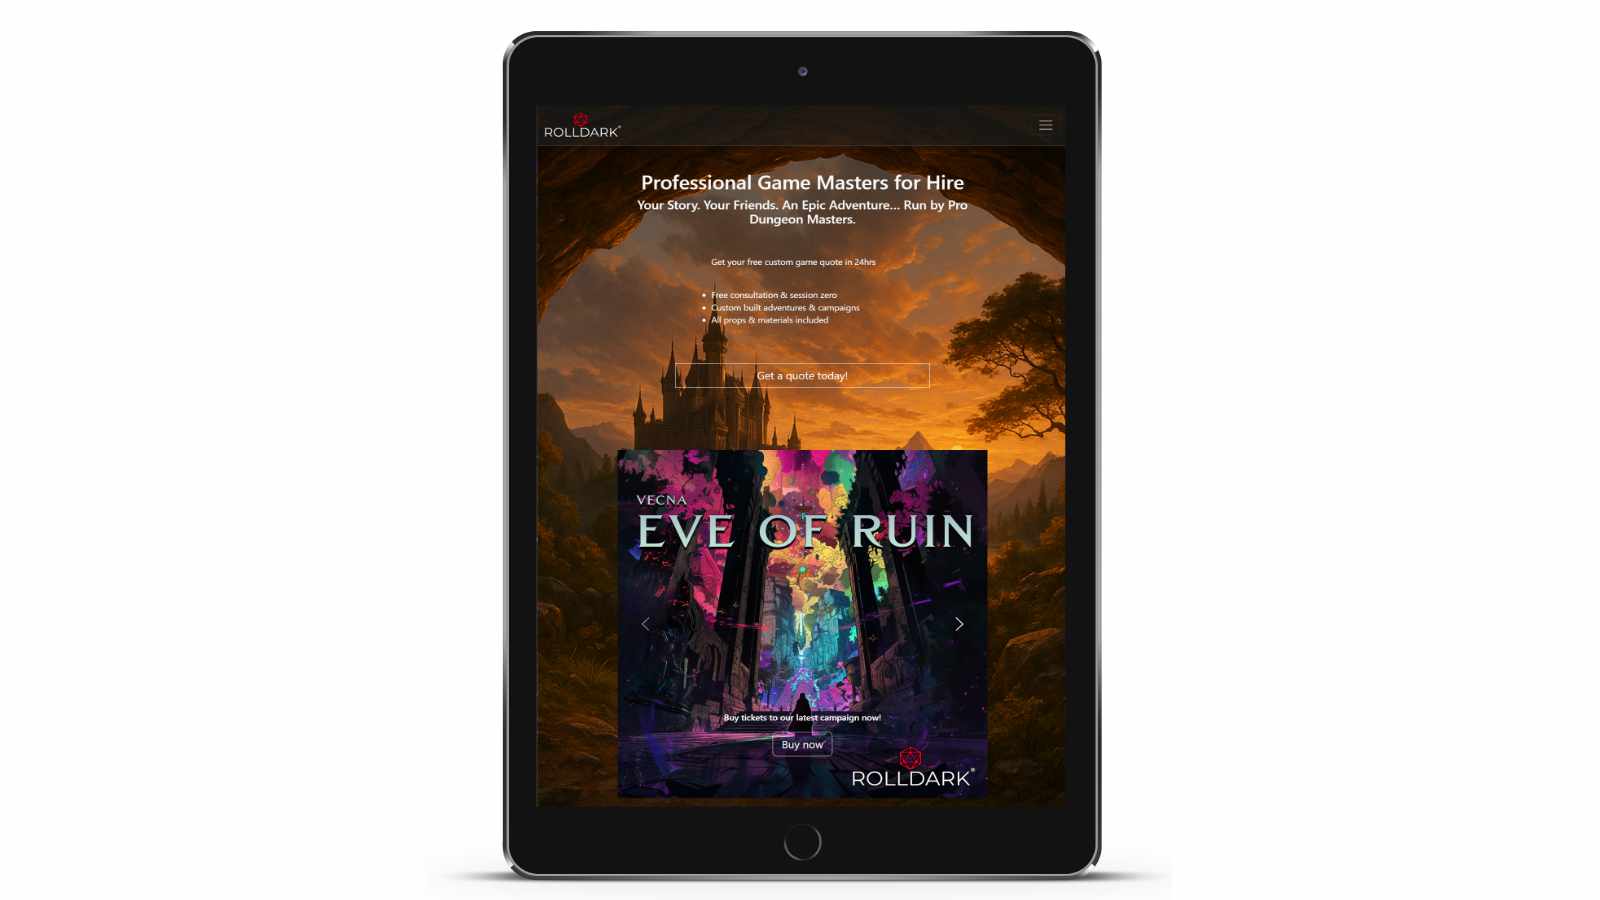 ROLLDARK®
Professional Game Masters for Hire
Your Story. Your Friends. An Epic Adventure... Run by Pro
Dungeon Masters.
Get your free custom game quote in 24hrs
• Free consultation & session zero
• Custom built adventures & campaigns
• All props & materials included
Get a quote today!
VECNA
EVE OF RUIN
Buy tickets to our latest campaign now!
Buy now
ROLLDARK®